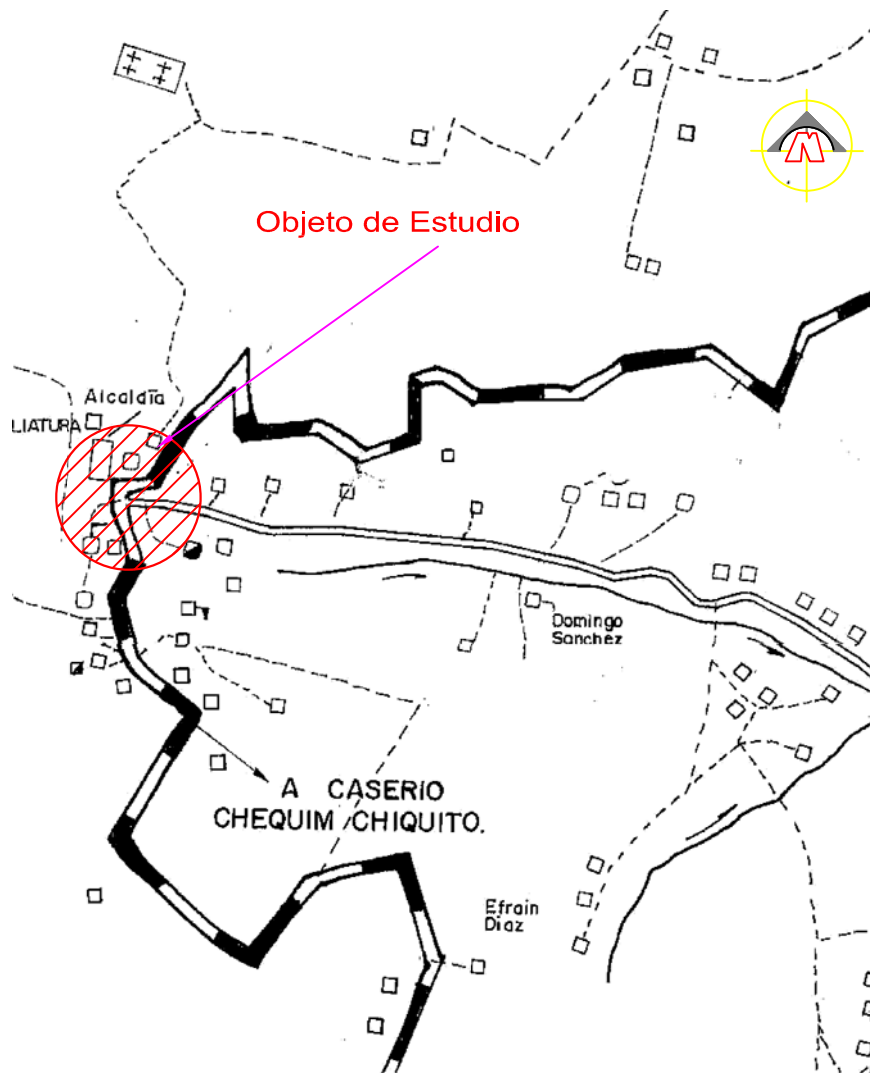 Objeto de Estudio
Alcaldía
LIATURA
Domingo
Sanchez
A CASERIO
CHEQUIM CHIQUITO.
Efrain
Diaz